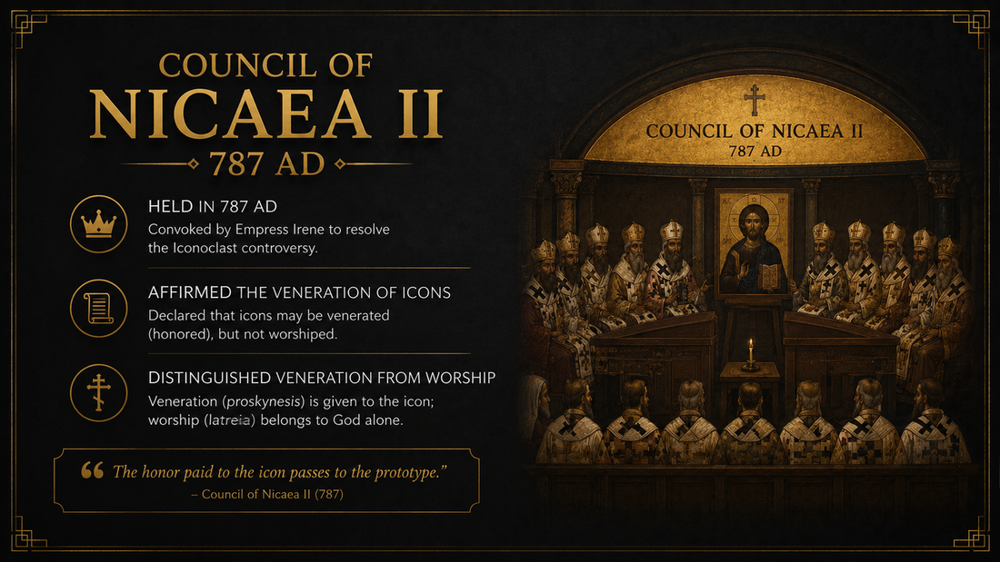 COUNCIL OF
NICAEA II
787 AD
HELD IN 787 AD
Convoked by Empress Irene to resolve
the Iconoclast controversy.
AFFIRMED THE VENERATION OF ICONS
Declared that icons may be venerated
(honored), but not worshiped.
DISTINGUISHED VENERATION FROM WORSHIP
Veneration (proskynesis) is given to the icon;
worship (latreia) belongs to God alone.
“The honor paid to the icon passes to the prototype.”
– Council of Nicaea II (787)
COUNCIL OF NICAEA II
787 AD